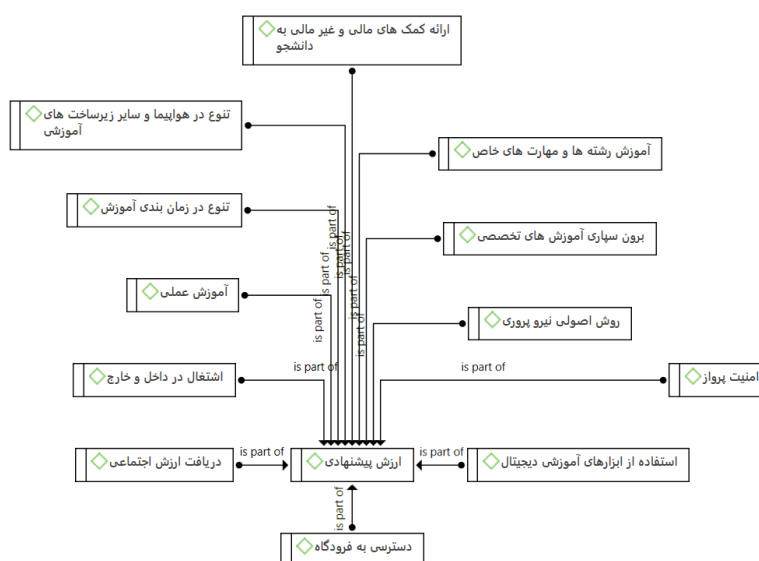 ارائه کمک های مالی و غیر مالی به
دانشجو
تنوع در هواپیما و سایر زیرساخت های
آموزشی
آموزش رشته ها و مهارت های خاص
تنوع در زمان بندی آموزش
برون سپاری آموزش های تخصصی
is part of
is part of
is part of
is part of
آموزش عملی
is part of
is part of
is part of
روش اصولی نیرو پروری
is part of
is part of
اشتغال در داخل و خارج
امنیت پرواز
is part of
is part of
دریافت ارزش اجتماعی
ارزش پیشنهادی
استفاده از ابزارهای آموزشی دیجیتال
is part of
دسترسی به فرودگاه